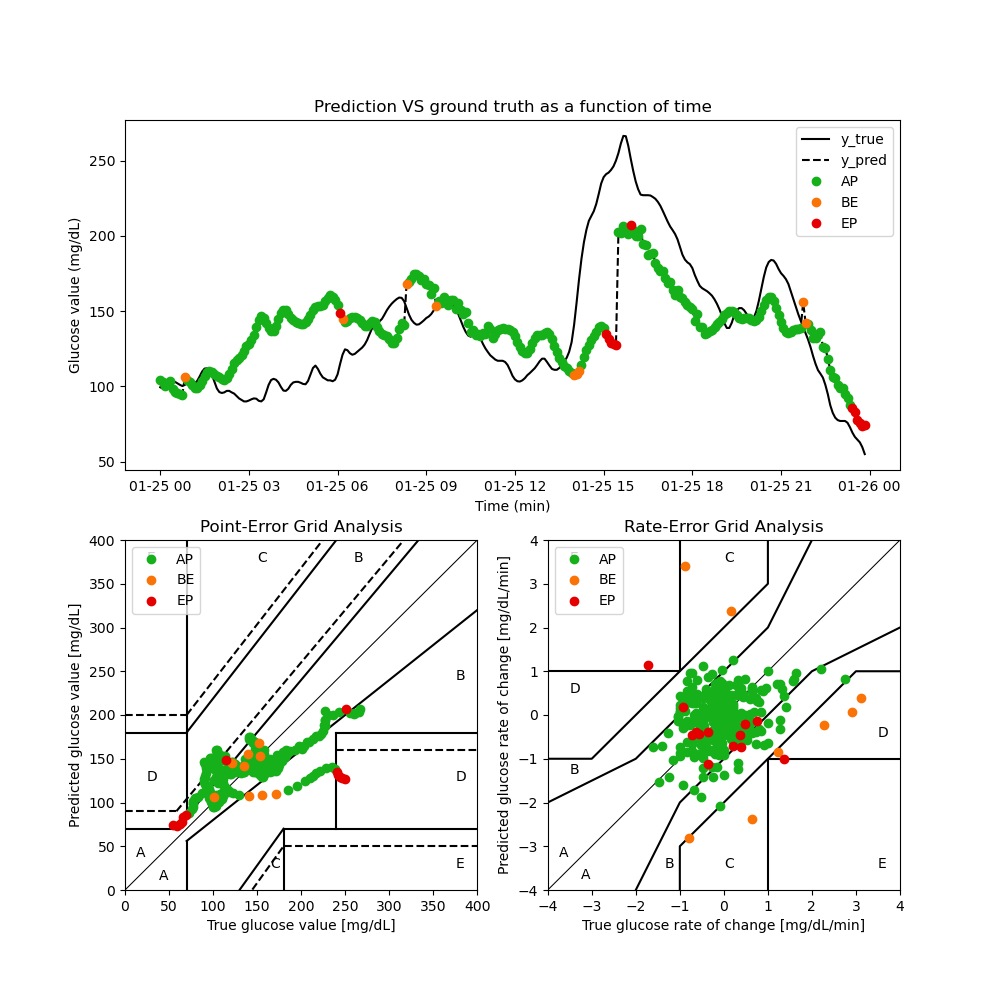 Prediction VS ground truth as a function of time
Glucose value (mg/dL)
250
200
150
100
50
y_true
y_pred
AP
BE
EP
01-25 00 01-25 03 01-25 06 01-25 09 01-25 12 01-25 15 01-25 18 01-25 21 01-26 00
Time (min)
Point-Error Grid Analysis
Predicted glucose value [mg/dL]
400
350
300
250
200
150
100
50
0
AP
BE
EP
C
B
B
D
D
A
A
C
E
0 50 100 150 200 250 300 350 400
True glucose value [mg/dL]
Rate-Error Grid Analysis
Predicted glucose rate of change [mg/dL/min]
4
3
2
1
0
−1
−2
−3
−4
AP
BE
EP
C
D
D
B
A
A
B
C
E
−4 −3 −2 −1 0 1 2 3 4
True glucose rate of change [mg/dL/min]